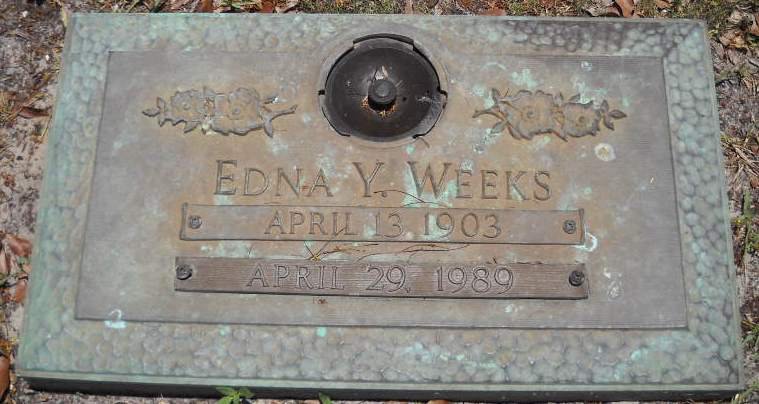 EDNA Y. WEEKS
APRIL 13 1903
APRIL 29, 1989